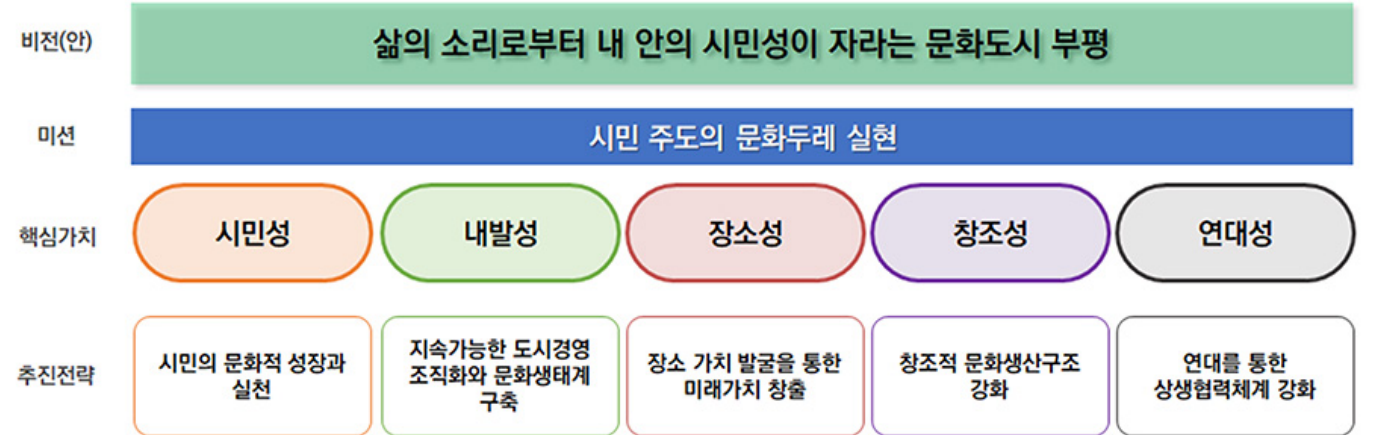 비전(안)
삶의 소리로부터 내 안의 시민성이 자라는 문화도시 부평
미션
시민 주도의 문화두레 실현
핵심가치
시민성
내발성
장소성
창조성
연대성
추진전략
시민의 문화적 성장과
실천
지속가능한 도시경영
조직화와 문화생태계
구축
장소 가치 발굴을 통한
미래가치 창출
창조적 문화생산구조
강화
연대를 통한
상생협력체계 강화